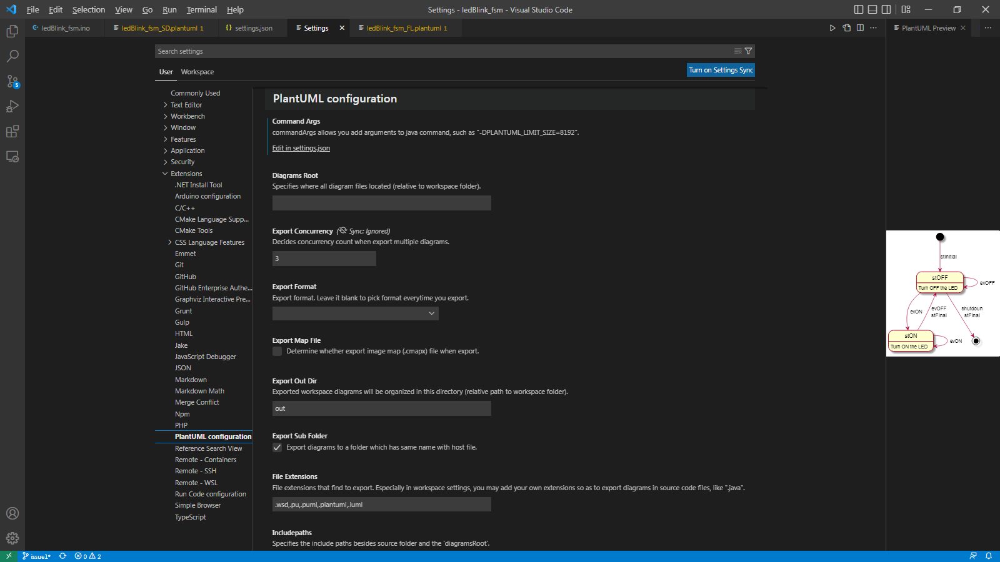 File Edit Selection View Go Run Terminal Help
Settings - ledBlink_fsm - Visual Studio Code
ledBlink_fsm.ino
ledBlink_fsm_SD.plantuml 1
settings.json
Settings
ledBlink_fsm_FL.plantuml 1
PlantUML Preview
Search settings
User Workspace
Turn on Settings Sync
Commonly Used
Text Editor
Workbench
Window
Features
Application
Security
Extensions
.NET Install Tool
Arduino configuration
C/C++
CMake Language Supp...
CMake Tools
CSS Language Features
Emmet
Git
GitHub
GitHub Enterprise Authe...
Graphviz Interactive Pre...
Grunt
Gulp
HTML
Jake
JavaScript Debugger
JSON
Markdown
Markdown Math
Merge Conflict
Npm
PHP
PlantUML configuration
Reference Search View
Remote - Containers
Remote - SSH
Remote - WSL
Run Code configuration
Simple Browser
TypeScript
PlantUML configuration
Command Args
commandArgs allows you add arguments to java command, such as "-DPLANTUML_LIMIT_SIZE=8192".
Edit in settings.json
Diagrams Root
Specifies where all diagram files located (relative to workspace folder).
Export Concurrency (Sync: Ignored)
Decides concurrency count when export multiple diagrams.
3
Export Format
Export format. Leave it blank to pick format everytime you export.
Export Map File
Determine whether export image map (.cmapx) file when export.
Export Out Dir
Exported workspace diagrams will be organized in this directory (relative path to workspace folder).
out
Export Sub Folder
Export diagrams to a folder which has same name with host file.
File Extensions
File extensions that find to export. Especially in workspace settings, you may add your own extensions so as to export diagrams in source code files, like ".java".
.wsd,.pu,.puml,.plantuml,.iuml
Includepaths
Specifies the include paths besides source folder and the `diagramsRoot`.
stInitial
stOFF
Turn OFF the LED
evOFF
evON
evOFF
stFinal
shutdoun
stFinal
stON
Turn ON the LED
evON
5
issue1*
0 2